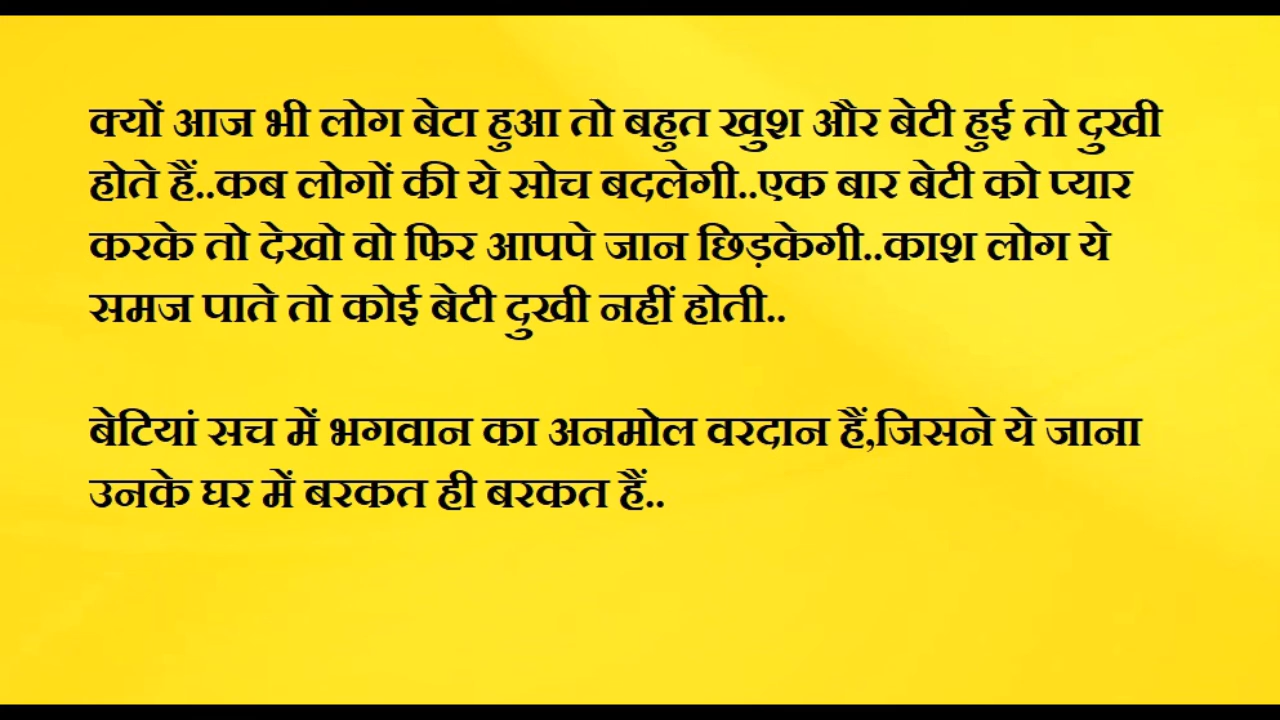 क्यों आज भी लोग बेटा हुआ तो बहुत खुश और बेटी हुई तो दुखी
होते हैं..कब लोगों की ये सोच बदलेगी..एक बार बेटी को प्यार
करके तो देखो वो फिर आपपे जान छिड़केगी..काश लोग ये
समज पाते तो कोई बेटी दुखी नहीं होती..
बेटियां सच में भगवान का अनमोल वरदान हैं,जिसने ये जाना
उनके घर में बरकत ही बरकत हैं..